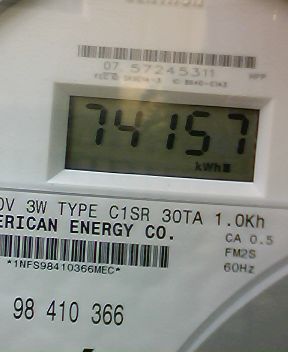 07 57245311
HPP
74157
kWh
0V 3W TYPE C1SR 30TA 1.0Kh
ERICAN ENERGY CO.
CA 0.5
FM2S
60Hz
*1NFS98410366MEC*
98 410 366